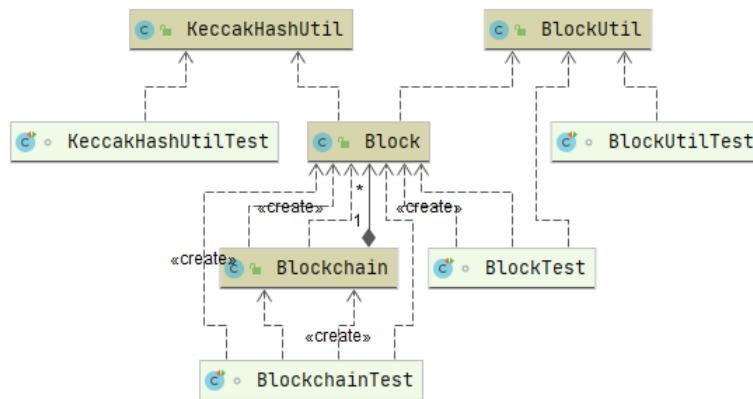 KeccakHashUtil
BlockUtil
KeccakHashUtilTest
Block
BlockUtilTest
*
«create»
«create»
1
«create»
Blockchain
BlockTest
«create»
BlockchainTest